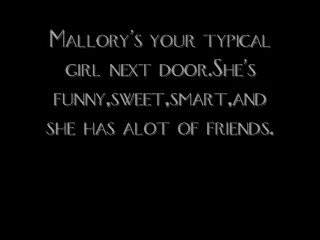 Mallory's your typical
girl next door.She's
funny,sweet,smart,and
she has alot of friends.